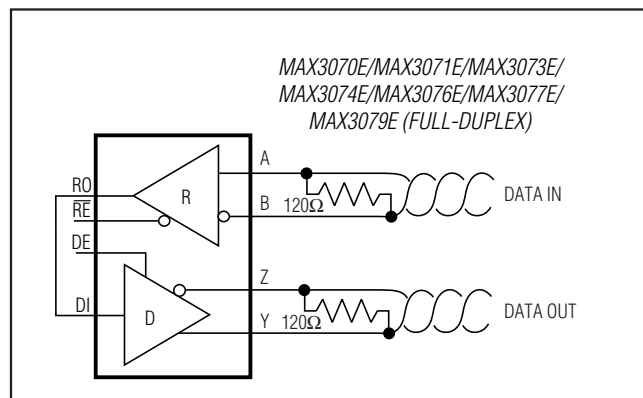 MAX3070E/MAX3071E/MAX3073E/
MAX3074E/MAX3076E/MAX3077E/
MAX3079E (FULL-DUPLEX)
A
RO
R
RE
B
120Ω
DATA IN
DE
Z
DI
D
Y
120Ω
DATA OUT